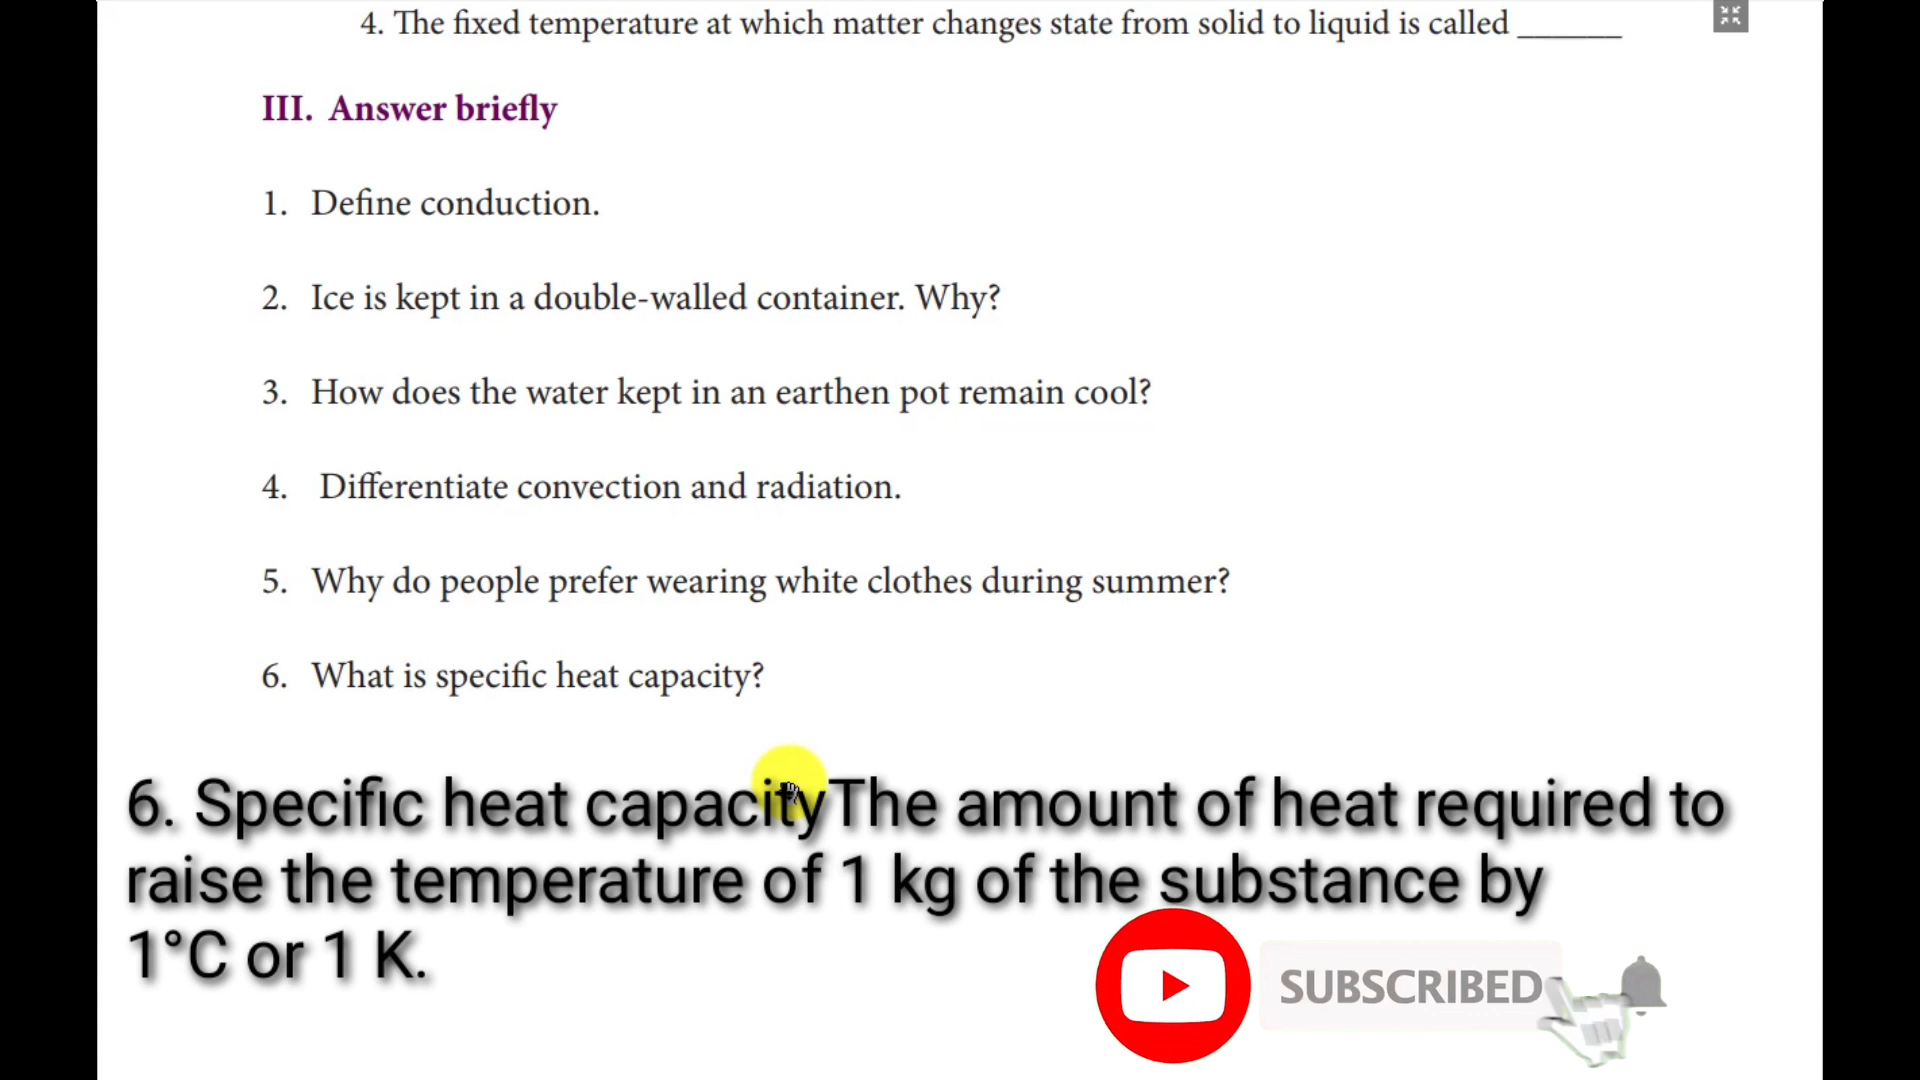 4. The fixed temperature at which matter changes state from solid to liquid is called ______
III. Answer briefly
1. Define conduction.
2. Ice is kept in a double-walled container. Why?
3. How does the water kept in an earthen pot remain cool?
4. Differentiate convection and radiation.
5. Why do people prefer wearing white clothes during summer?
6. What is specific heat capacity?
6. Specific heat capacityThe amount of heat required to
raise the temperature of 1 kg of the substance by
1°C or 1 K.
SUBSCRIBED